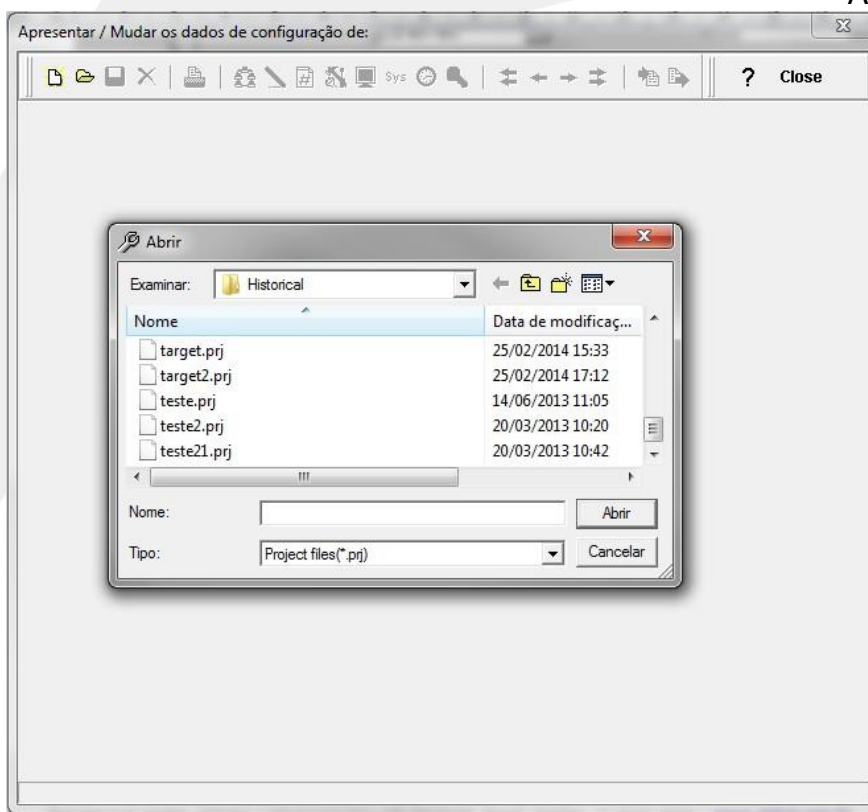 Apresentar / Mudar os dados de configuração de:
Sys ? Close
Abrir
Examinar: Historical
Nome Data de modificaç...
target.prj 25/02/2014 15:33
target2.prj 25/02/2014 17:12
teste.prj 14/06/2013 11:05
teste2.prj 20/03/2013 10:20
teste21.prj 20/03/2013 10:42
Nome: Abrir
Tipo: Project files(*.prj) Cancelar